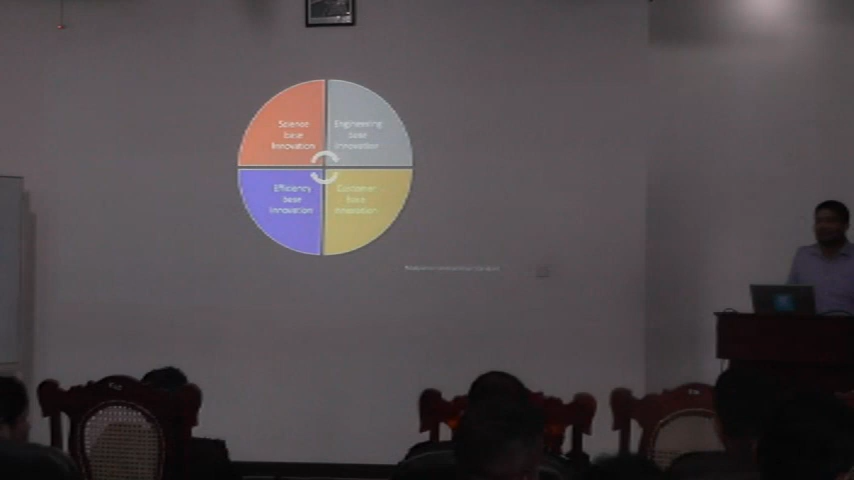 Science
base
Innovation
Engineering
base
Innovation
Efficiency
base
Innovation
Customer
base
Innovation